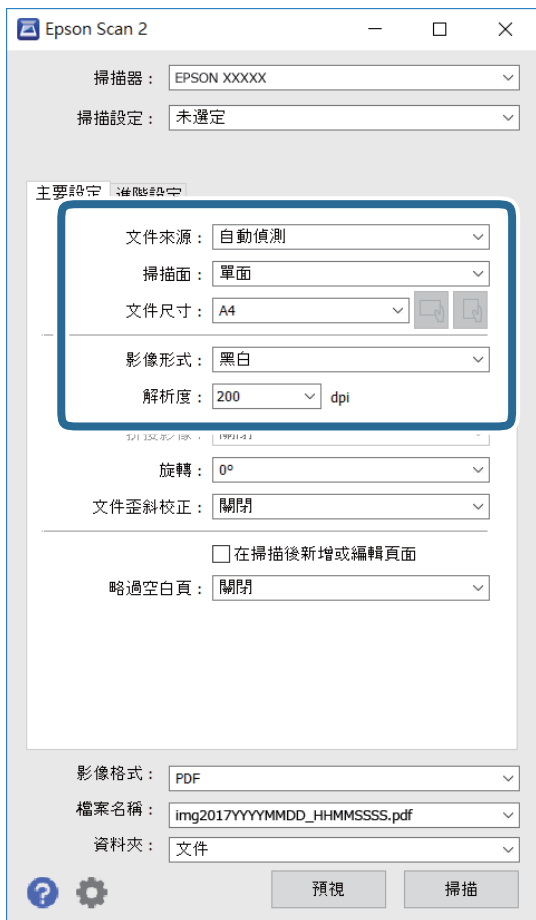 Epson Scan 2
掃描器： EPSON XXXXX
掃描設定： 未選定
主要設定 進階設定
文件來源： 自動偵測
掃描面： 單面
文件尺寸： A4
影像形式： 黑白
解析度： 200 dpi
旋轉： 0°
文件歪斜校正： 關閉
在掃描後新增或編輯頁面
略過空白頁： 關閉
影像格式： PDF
檔案名稱： img2017YYYYMMDD_HHMMSSSS.pdf
資料夾： 文件
? 預視 掃描